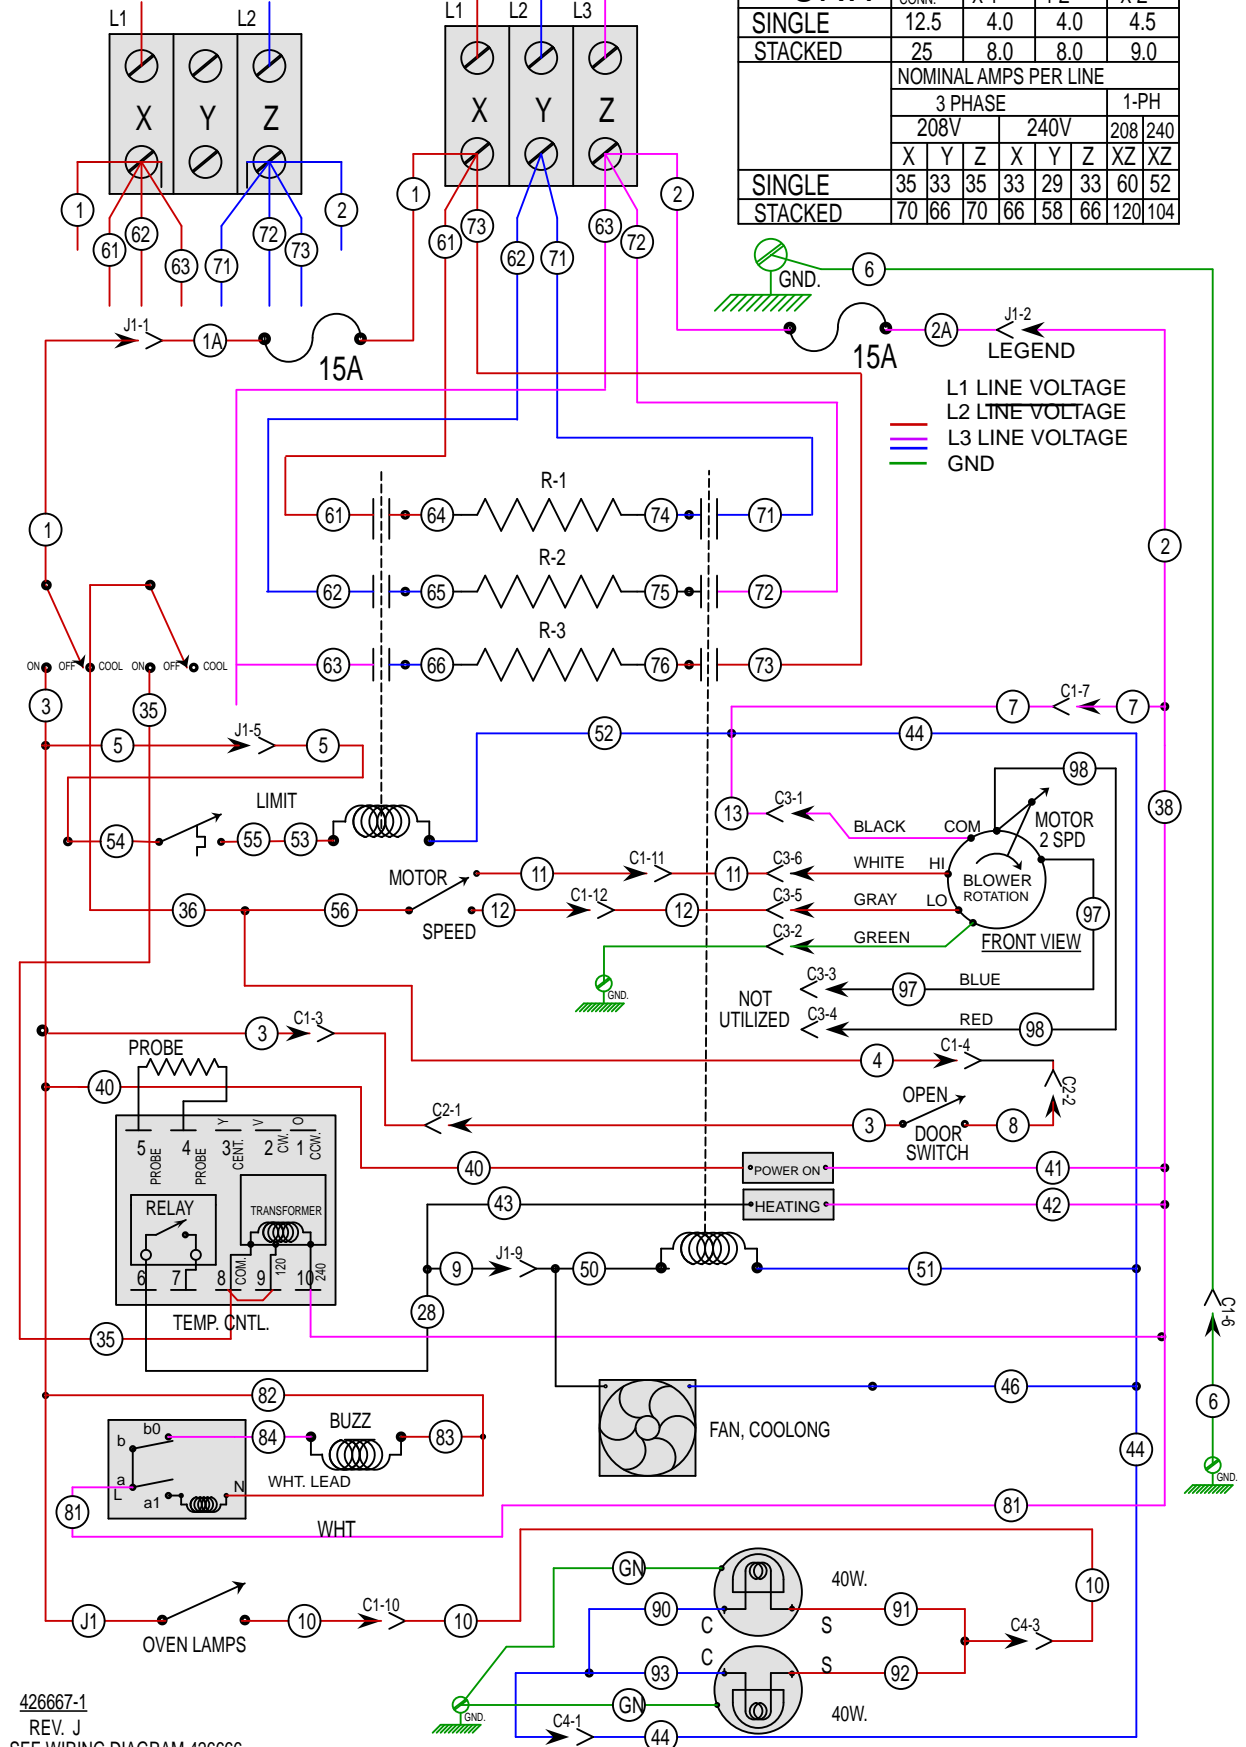 L1
L2
L1
L2
L3
X
Y
Z
X
Y
Z
CONN.
SINGLE 12.5 4.0 4.0 4.5
STACKED 25 8.0 8.0 9.0
NOMINAL AMPS PER LINE
3 PHASE 1-PH
208V 240V 208 240
X Y Z X Y Z XZ XZ
SINGLE 35 33 35 33 29 33 60 52
STACKED 70 66 70 66 58 66 120 104
1
61
62
63
71
72
73
2
1
61
73
62
71
63
72
2
GND.
6
J1-1
1A
15A
15A
2A
J1-2
LEGEND
L1 LINE VOLTAGE
L2 LINE VOLTAGE
L3 LINE VOLTAGE
GND
R-1
61
64
74
71
1
2
R-2
62
65
75
72
R-3
63
66
76
73
ON
OFF
COOL
ON
OFF
COOL
3
35
7
C1-7
7
5
J1-5
5
52
44
98
LIMIT
13
C3-1
BLACK
COM
MOTOR
2 SPD
38
54
55
53
MOTOR
SPEED
11
C1-11
11
C3-6
WHITE
HI
BLOWER
ROTATION
36
56
12
C1-12
12
C3-5
GRAY
LO
97
C3-2
GREEN
FRONT VIEW
GND.
NOT
UTILIZED
C3-3
97
BLUE
C3-4
RED
98
3
C1-3
PROBE
4
C1-4
40
C2-2
C2-1
3
OPEN
DOOR
SWITCH
8
5
4
3
2
1
PROBE
PROBE
Y
CENT.
V
CW.
O
CCW.
40
POWER ON
41
43
HEATING
42
RELAY
TRANSFORMER
6
7
8
COM.
9
120
10
240
TEMP. CNTL.
9
J1-9
50
51
28
35
C1-6
82
46
FAN, COOLONG
6
b0
b
84
BUZZ
83
44
a
L
a1
N
WHT. LEAD
GND.
81
WHT
81
GN
40W.
10
90
C
S
91
J1
10
C1-10
10
C4-3
OVEN LAMPS
93
C
S
92
GN
40W.
GND.
C4-1
44
426667-1
REV. J
SEE WIRING DIAGRAM 426666